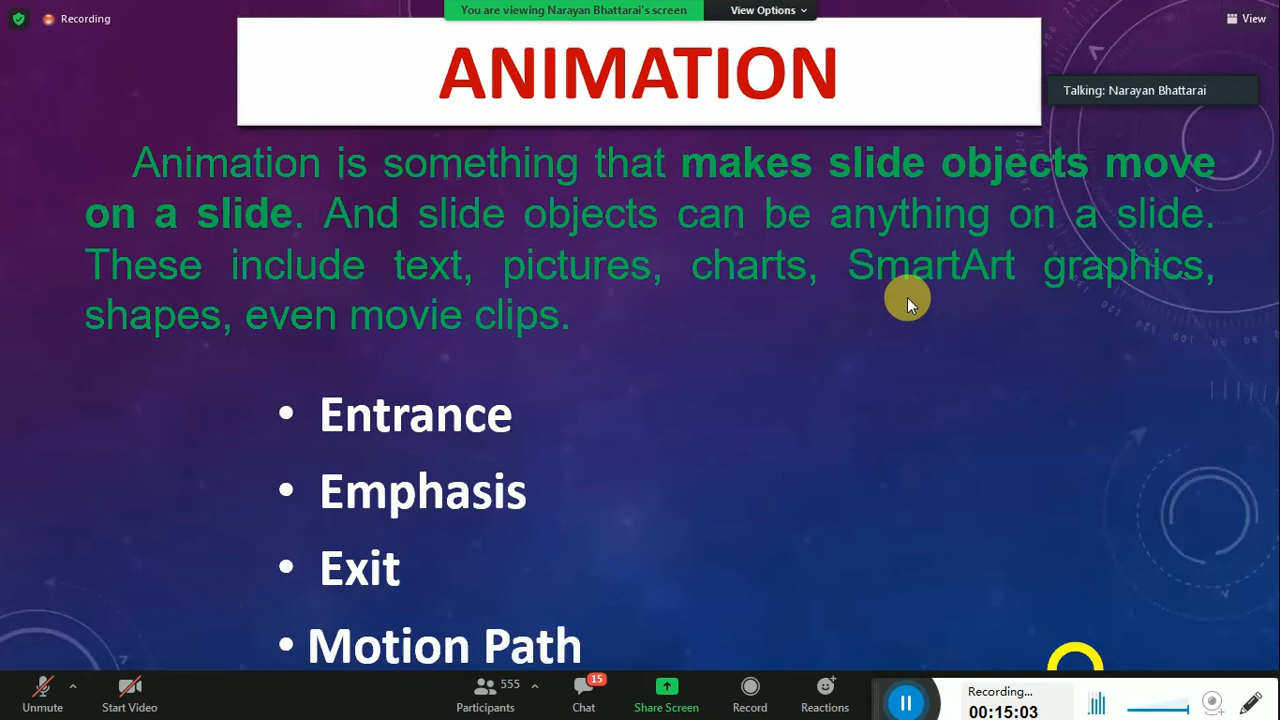 Recording
You are viewing Narayan Bhattarai's screen
View Options
View
ANIMATION
Talking: Narayan Bhattarai
Animation is something that makes slide objects move
on a slide. And slide objects can be anything on a slide.
These include text, pictures, charts, SmartArt graphics,
shapes, even movie clips.
• Entrance
• Emphasis
• Exit
• Motion Path
Unmute
Start Video
555
Participants
15
Chat
Share Screen
Record
Reactions
Recording...
00:15:03